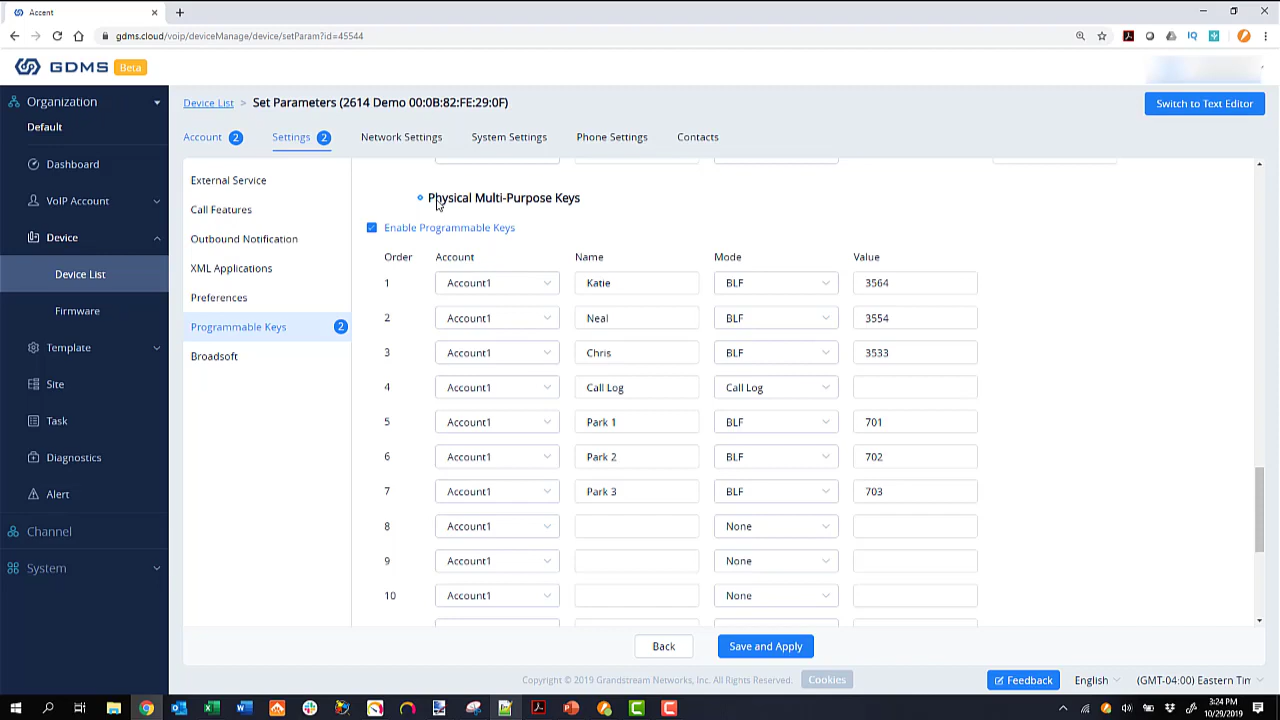 Accent
gdms.cloud/voip/deviceManage/device/setParam?id=45544
IQ
GDMS Beta
Organization
Default
Dashboard
VoIP Account
Device
Device List
Firmware
Template
Site
Task
Diagnostics
Alert
Channel
System
Device List > Set Parameters (2614 Demo 00:0B:82:FE:29:0F)
Switch to Text Editor
Account 2 Settings 2 Network Settings System Settings Phone Settings Contacts
External Service
Call Features
Outbound Notification
XML Applications
Preferences
Programmable Keys 2
Broadsoft
Physical Multi-Purpose Keys
Enable Programmable Keys
Order Account Name Mode Value
1 Account1 Katie BLF 3564
2 Account1 Neal BLF 3554
3 Account1 Chris BLF 3533
4 Account1 Call Log Call Log
5 Account1 Park 1 BLF 701
6 Account1 Park 2 BLF 702
7 Account1 Park 3 BLF 703
8 Account1 None
9 Account1 None
10 Account1 None
Back Save and Apply
Copyright © 2019 Grandstream Networks, Inc. All Rights Reserved. Cookies
Feedback English (GMT-04:00) Eastern Tim
3:24 PM
10/29/2019